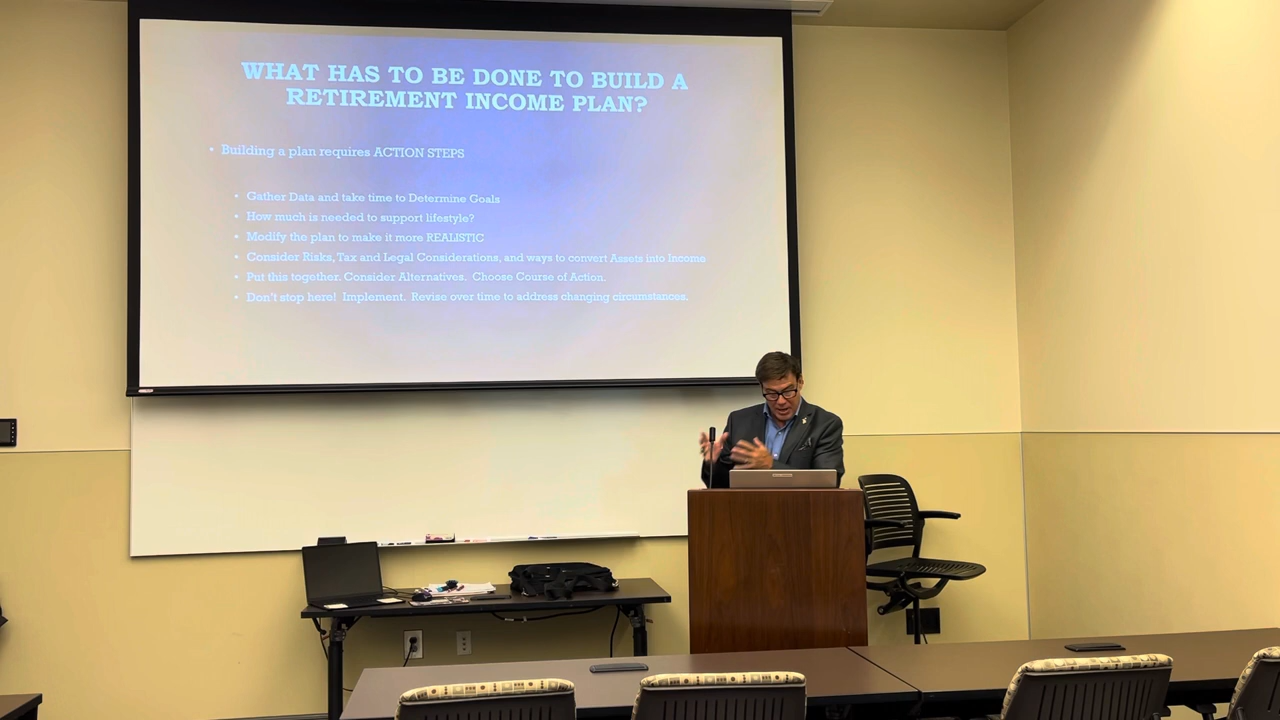 WHAT HAS TO BE DONE TO BUILD A
RETIREMENT INCOME PLAN?
• Building a plan requires ACTION STEPS
• Gather Data and take time to Determine Goals
• How much is needed to support lifestyle?
• Modify the plan to make it more REALISTIC
• Consider Risks, Tax and Legal Considerations, and ways to convert Assets into Income
• Put this together. Consider Alternatives. Choose Course of Action.
• Don't stop here! Implement. Revise over time to address changing circumstances.